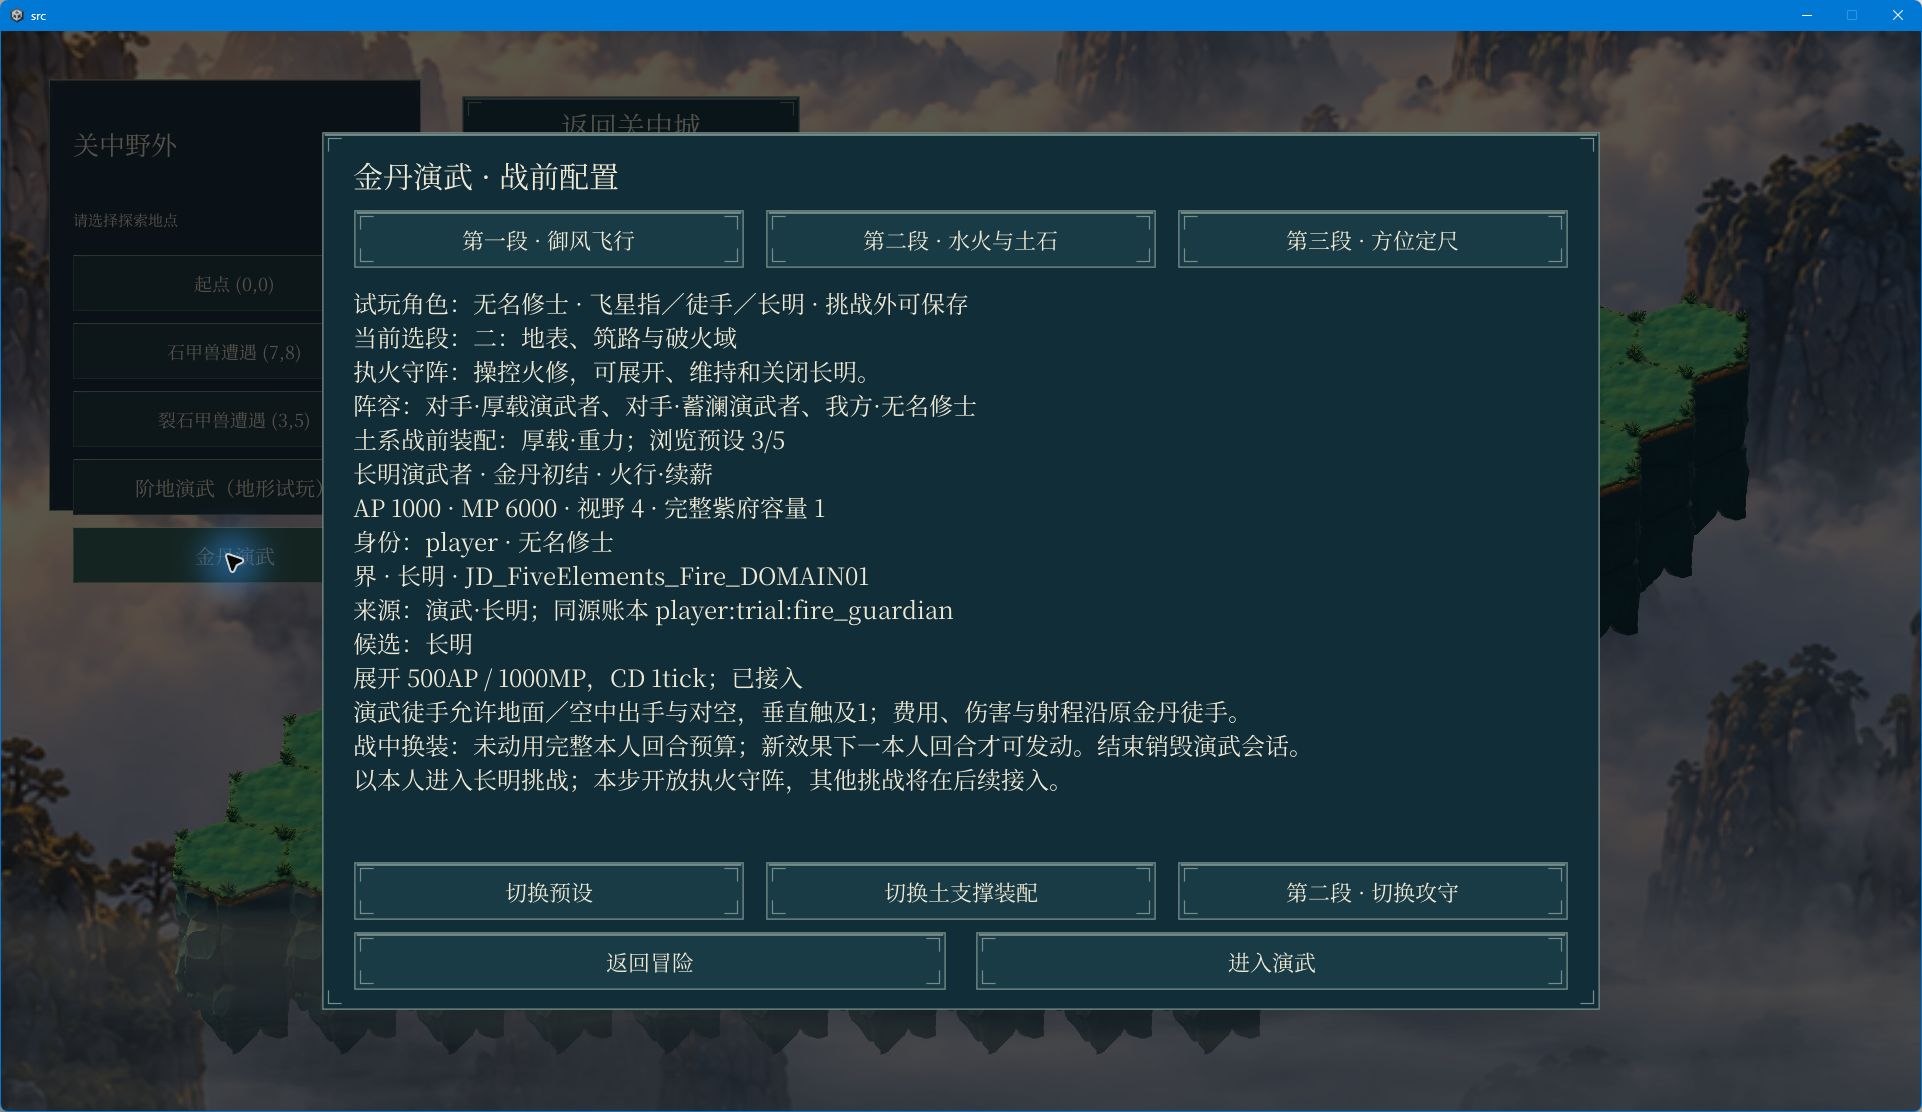 src
关中野外
返回关中城
请选择探索地点
起点 (0,0)
石甲兽遭遇 (7,8)
裂石甲兽遭遇 (3,5)
阶地演武（地形试玩）
金丹演武
金丹演武 · 战前配置
第一段 · 御风飞行
第二段 · 水火与土石
第三段 · 方位定尺
试玩角色：无名修士 · 飞星指／徒手／长明 · 挑战外可保存
当前选段：二：地表、筑路与破火域
执火守阵：操控火修，可展开、维持和关闭长明。
阵容：对手·厚载演武者、对手·蓄澜演武者、我方·无名修士
土系战前装配：厚载·重力；浏览预设 3/5
长明演武者 · 金丹初结 · 火行·续薪
AP 1000 · MP 6000 · 视野 4 · 完整紫府容量 1
身份：player · 无名修士
界 · 长明 · JD_FiveElements_Fire_DOMAIN01
来源：演武·长明；同源账本 player:trial:fire_guardian
候选：长明
展开 500AP / 1000MP，CD 1tick；已接入
演武徒手允许地面／空中出手与对空，垂直触及1；费用、伤害与射程沿原金丹徒手。
战中换装：未动用完整本人回合预算；新效果下一本人回合才可发动。结束销毁演武会话。
以本人进入长明挑战；本步开放执火守阵，其他挑战将在后续接入。
切换预设
切换土支撑装配
第二段 · 切换攻守
返回冒险
进入演武